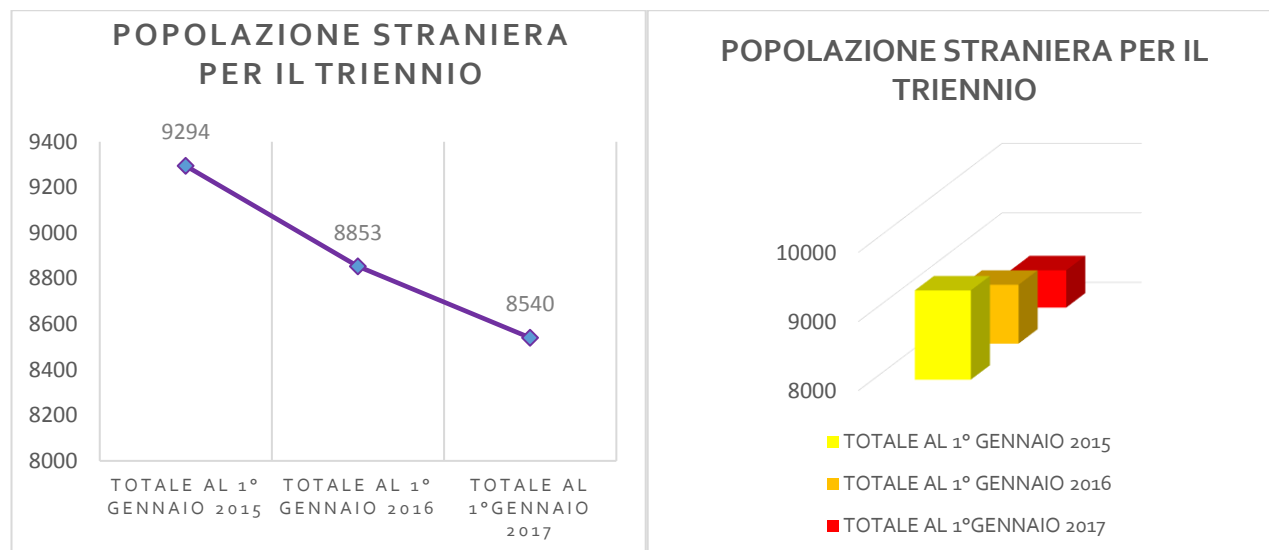 POPOLAZIONE STRANIERA
PER IL TRIENNIO
9400
9200
9000
8800
8600
8400
8200
8000
9294
8853
8540
TOTALE AL 1°
GENNAIO 2015
TOTALE AL 1°
GENNAIO 2016
TOTALE AL
1°GENNAIO
2017
POPOLAZIONE STRANIERA PER IL
TRIENNIO
10000
9000
8000
TOTALE AL 1° GENNAIO 2015
TOTALE AL 1° GENNAIO 2016
TOTALE AL 1°GENNAIO 2017